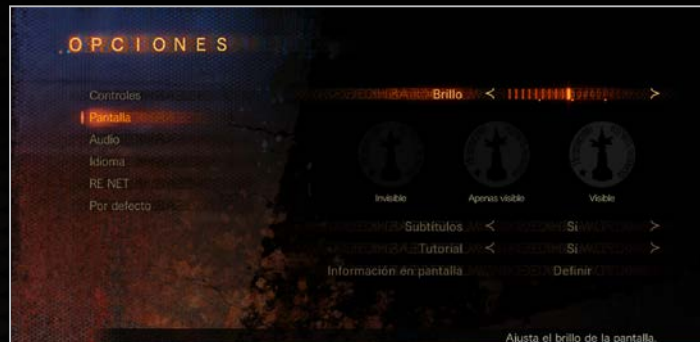 OPCIONES
Controles
Pantalla
Audio
Idioma
RE NET
Por defecto
Brillo < >
Invisible Apenas visible Visible
Subtítulos < Sí >
Tutorial < Sí >
Información en pantalla Definir
Ajusta el brillo de la pantalla.